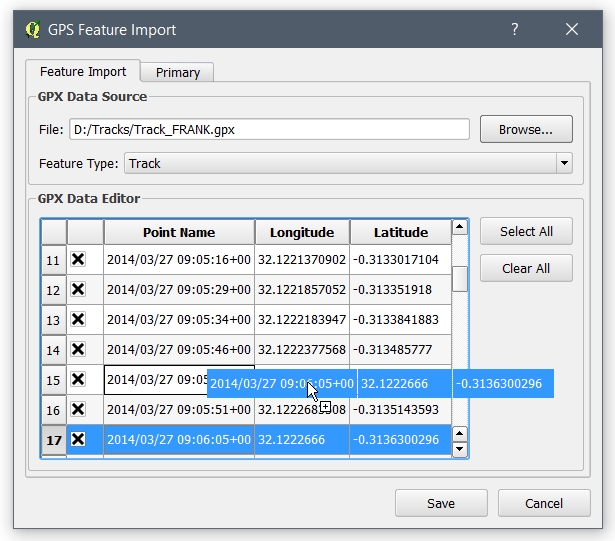 GPS Feature Import
Feature Import Primary
GPX Data Source
File: D:/Tracks/Track_FRANK.gpx Browse...
Feature Type: Track
GPX Data Editor
Point Name Longitude Latitude Select All
11 2014/03/27 09:05:16+00 32.1221370902 -0.3133017104
Clear All
12 2014/03/27 09:05:29+00 32.1221857052 -0.313351918
13 2014/03/27 09:05:34+00 32.1222183947 -0.3133841883
14 2014/03/27 09:05:46+00 32.1222377568 -0.313485777
15 2014/03/27 09:05 2014/03/27 09:06:05+00 32.1222666 -0.3136300296
16 2014/03/27 09:05:51+00 -0.3135143593
17 2014/03/27 09:06:05+00 32.1222666 -0.3136300296
Save Cancel